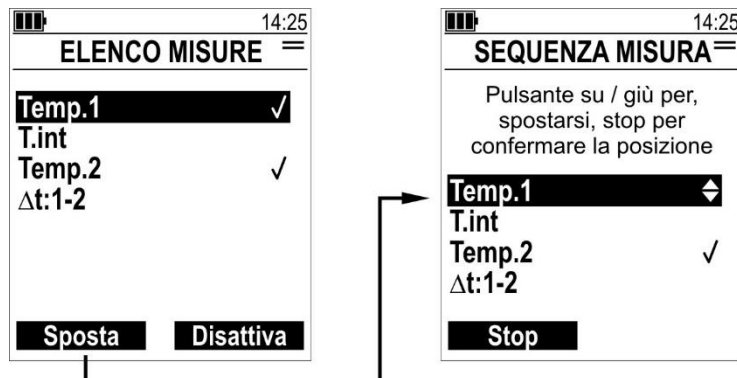 14:25
ELENCO MISURE
Temp.1 √
T.int
Temp.2 √
Δt:1-2
Sposta Disattiva
14:25
SEQUENZA MISURA
Pulsante su / giù per,
spostarsi, stop per
confermare la posizione
Temp.1
T.int
Temp.2 √
Δt:1-2
Stop